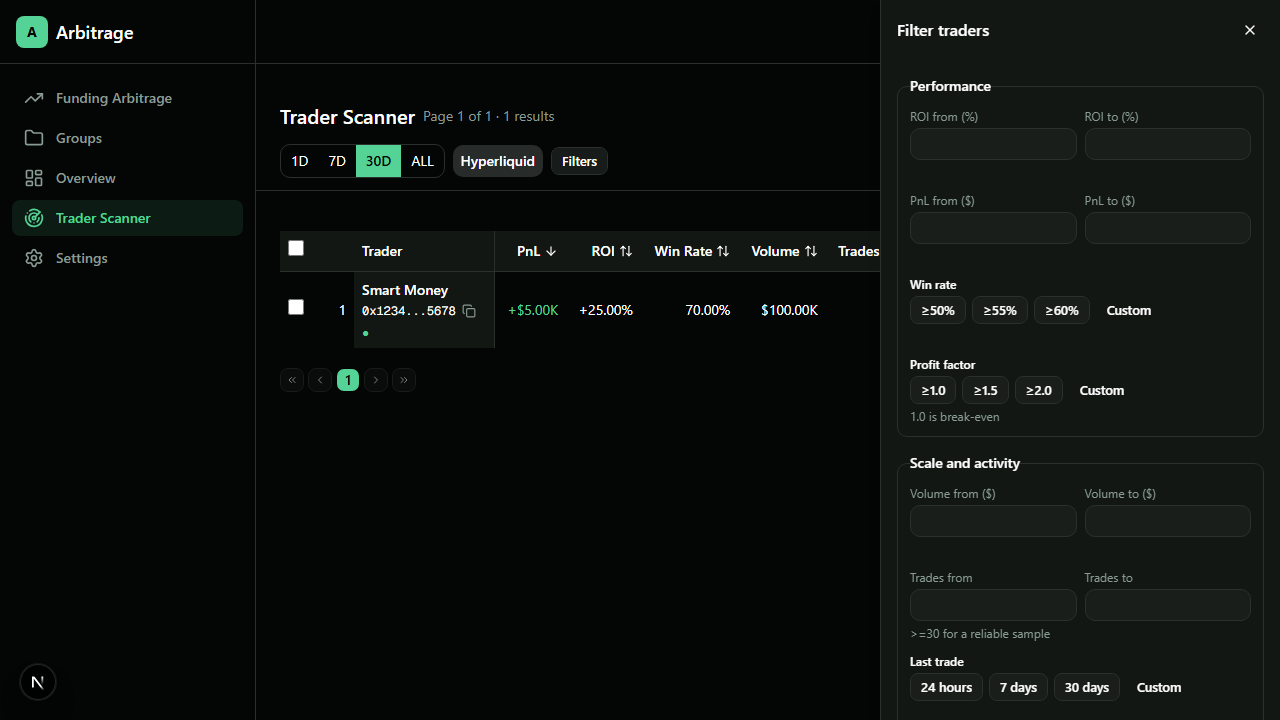 A Arbitrage
Funding Arbitrage
Groups
Overview
Trader Scanner
Settings
N
Trader Scanner Page 1 of 1 · 1 results
1D 7D 30D ALL Hyperliquid Filters
Trader PnL ↓ ROI ↑↓ Win Rate ↑↓ Volume ↑↓ Trades
Smart Money
1 0x1234...5678 +$5.00K +25.00% 70.00% $100.00K
« ‹ 1 › »
Filter traders ×
Performance
ROI from (%) ROI to (%)
PnL from ($) PnL to ($)
Win rate
≥50% ≥55% ≥60% Custom
Profit factor
≥1.0 ≥1.5 ≥2.0 Custom
1.0 is break-even
Scale and activity
Volume from ($) Volume to ($)
Trades from Trades to
>=30 for a reliable sample
Last trade
24 hours 7 days 30 days Custom